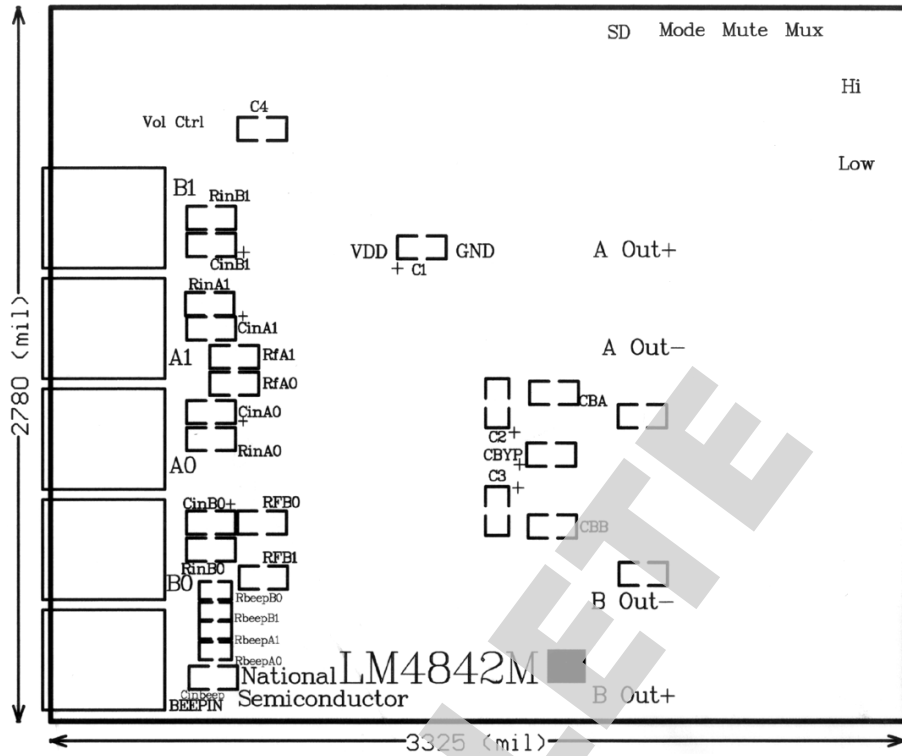 SD Mode Mute Mux
Hi
C4
Vol Ctrl
Low
B1
RinB1
VDD GND
A Out+
+ C1
+
CinB1
RinA1
+
CinA1
A Out-
RfA1
A1
2780 (mil)
RfA0
CBA
CinA0
+
C2 +
RinA0
CBYP
+
A0
C3 +
CinB0+
RFB0
CBB
RinB0
RFB1
B0
RbeepB0
B Out-
RbeepB1
RbeepA1
RbeepA0
National LM4842M
Semiconductor
Cinbeep
B Out+
BEEPIN
3325 (mil)
LETE